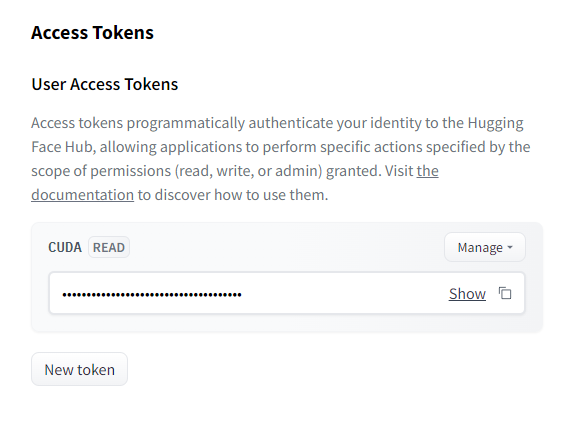 Access Tokens
User Access Tokens
Access tokens programmatically authenticate your identity to the Hugging
Face Hub, allowing applications to perform specific actions specified by the
scope of permissions (read, write, or admin) granted. Visit the
documentation to discover how to use them.
CUDA READ Manage
••••••••••••••••••••••••••••••••••••• Show
New token